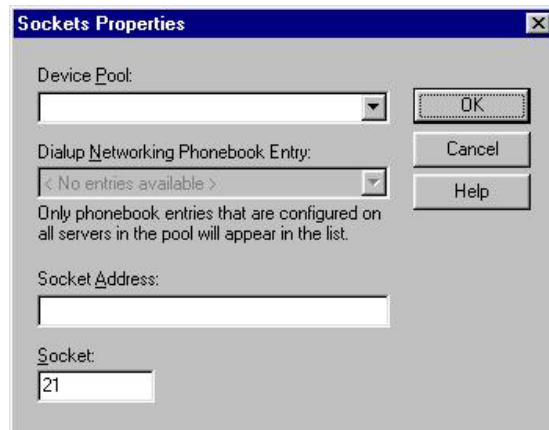 Sockets Properties
Device Pool:
OK
Dialup Networking Phonebook Entry:
Cancel
< No entries available >
Help
Only phonebook entries that are configured on
all servers in the pool will appear in the list.
Socket Address:
Socket:
21